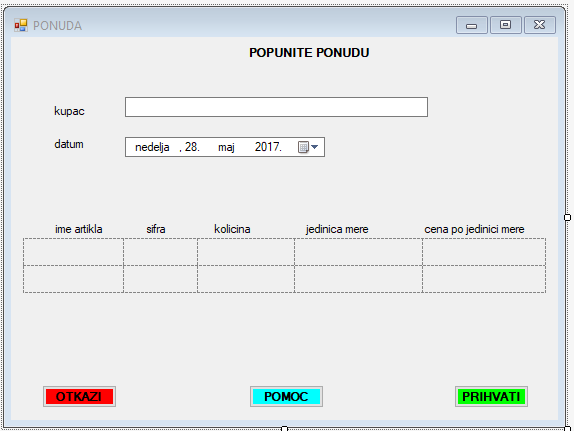 PONUDA
POPUNITE PONUDU
kupac
datum
nedelja , 28. maj 2017.
ime artikla sifra kolicina jedinica mere cena po jedinici mere
OTKAZI POMOC PRIHVATI